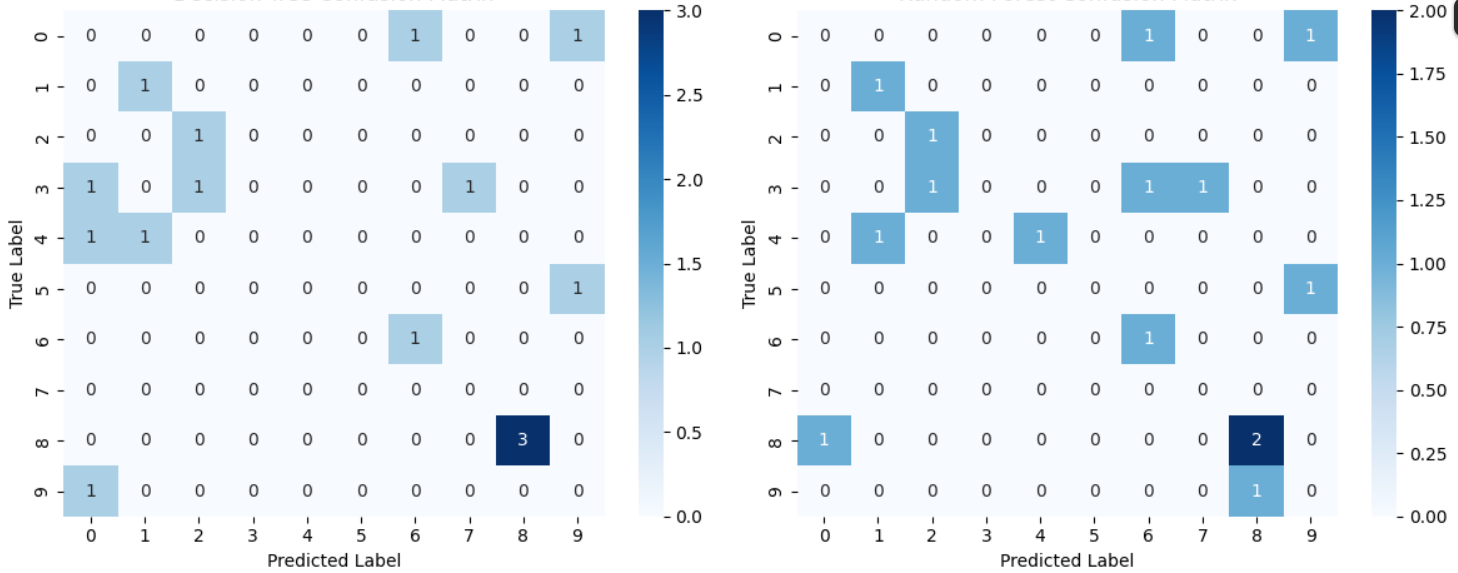 Decision Tree Confusion Matrix
0 0 0 0 0 0 0 1 0 0 1
1 0 1 0 0 0 0 0 0 0 0
2 0 0 1 0 0 0 0 0 0 0
3 1 0 1 0 0 0 0 1 0 0
4 1 1 0 0 0 0 0 0 0 0
5 0 0 0 0 0 0 0 0 0 1
6 0 0 0 0 0 0 1 0 0 0
7 0 0 0 0 0 0 0 0 0 0
8 0 0 0 0 0 0 0 0 3 0
9 1 0 0 0 0 0 0 0 0 0
0 1 2 3 4 5 6 7 8 9
True Label
Predicted Label
3.0
2.5
2.0
1.5
1.0
0.5
0.0
Random Forest Confusion Matrix
0 0 0 0 0 0 0 1 0 0 1
1 0 1 0 0 0 0 0 0 0 0
2 0 0 1 0 0 0 0 0 0 0
3 0 0 1 0 0 0 1 1 0 0
4 0 1 0 0 1 0 0 0 0 0
5 0 0 0 0 0 0 0 0 0 1
6 0 0 0 0 0 0 1 0 0 0
7 0 0 0 0 0 0 0 0 0 0
8 1 0 0 0 0 0 0 0 2 0
9 0 0 0 0 0 0 0 0 1 0
0 1 2 3 4 5 6 7 8 9
True Label
Predicted Label
2.00
1.75
1.50
1.25
1.00
0.75
0.50
0.25
0.00